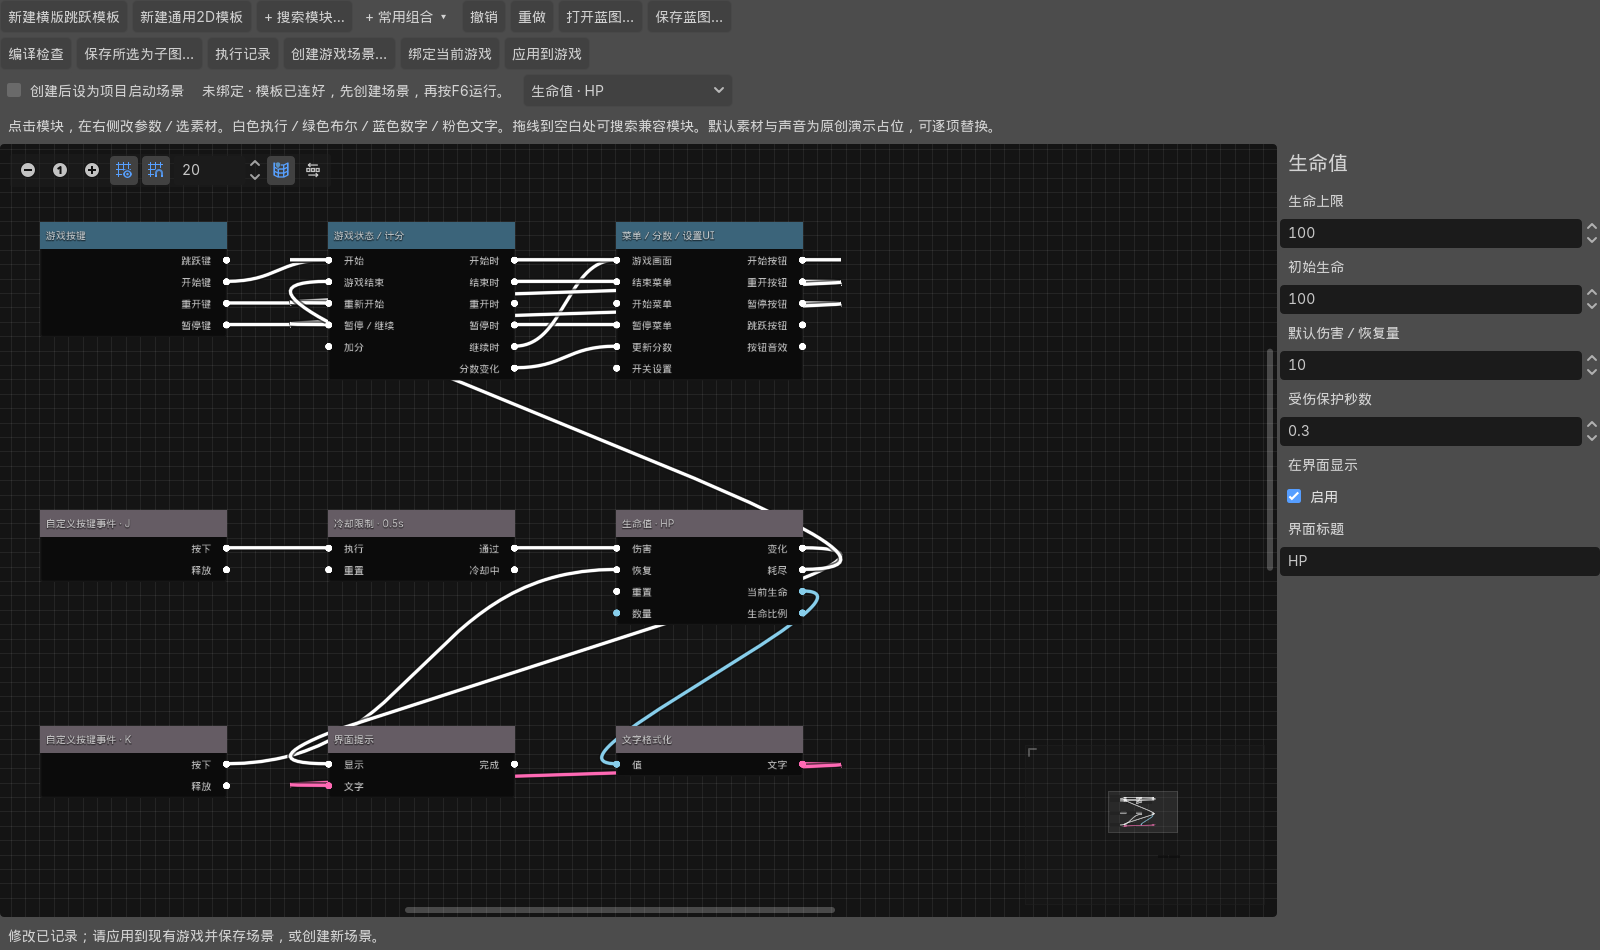 新建横版跳跃模板 新建通用2D模板 + 搜索模块... + 常用组合 撤销 重做 打开蓝图... 保存蓝图...
编译检查 保存所选为子图... 执行记录 创建游戏场景... 绑定当前游戏 应用到游戏
创建后设为项目启动场景 未绑定 · 模板已连好，先创建场景，再按F6运行。 生命值 · HP
点击模块，在右侧改参数 / 选素材。白色执行 / 绿色布尔 / 蓝色数字 / 粉色文字。拖线到空白处可搜索兼容模块。默认素材与声音为原创演示占位，可逐项替换。
1 20
游戏按键
跳跃键
开始键
重开键
暂停键
游戏状态 / 计分
开始 开始时
游戏结束 结束时
重新开始 重开时
暂停 / 继续 暂停时
加分 继续时
分数变化
菜单 / 分数 / 设置UI
游戏画面 开始按钮
结束菜单 重开按钮
开始菜单 暂停按钮
暂停菜单 跳跃按钮
更新分数 按钮音效
开关设置
自定义按键事件 · J
按下
释放
冷却限制 · 0.5s
执行 通过
重置 冷却中
生命值 · HP
伤害 变化
恢复 耗尽
重置 当前生命
数量 生命比例
自定义按键事件 · K
按下
释放
界面提示
显示 完成
文字
文字格式化
值 文字
生命值
生命上限
100
初始生命
100
默认伤害 / 恢复量
10
受伤保护秒数
0.3
在界面显示
启用
界面标题
HP
修改已记录；请应用到现有游戏并保存场景，或创建新场景。